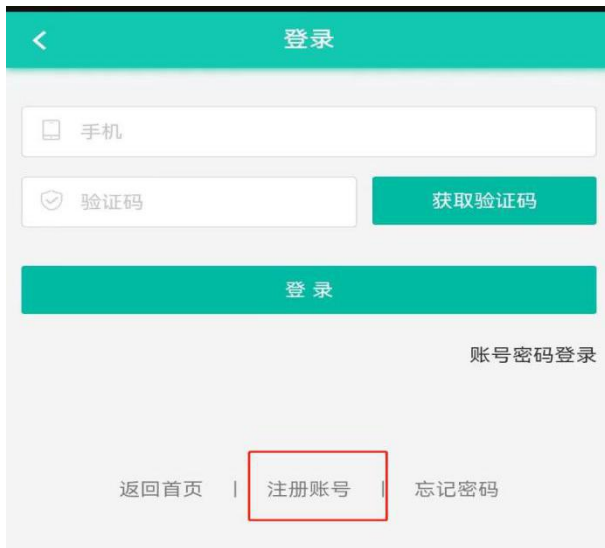 登录
手机
验证码 获取验证码
登 录
账号密码登录
返回首页 | 注册账号 | 忘记密码